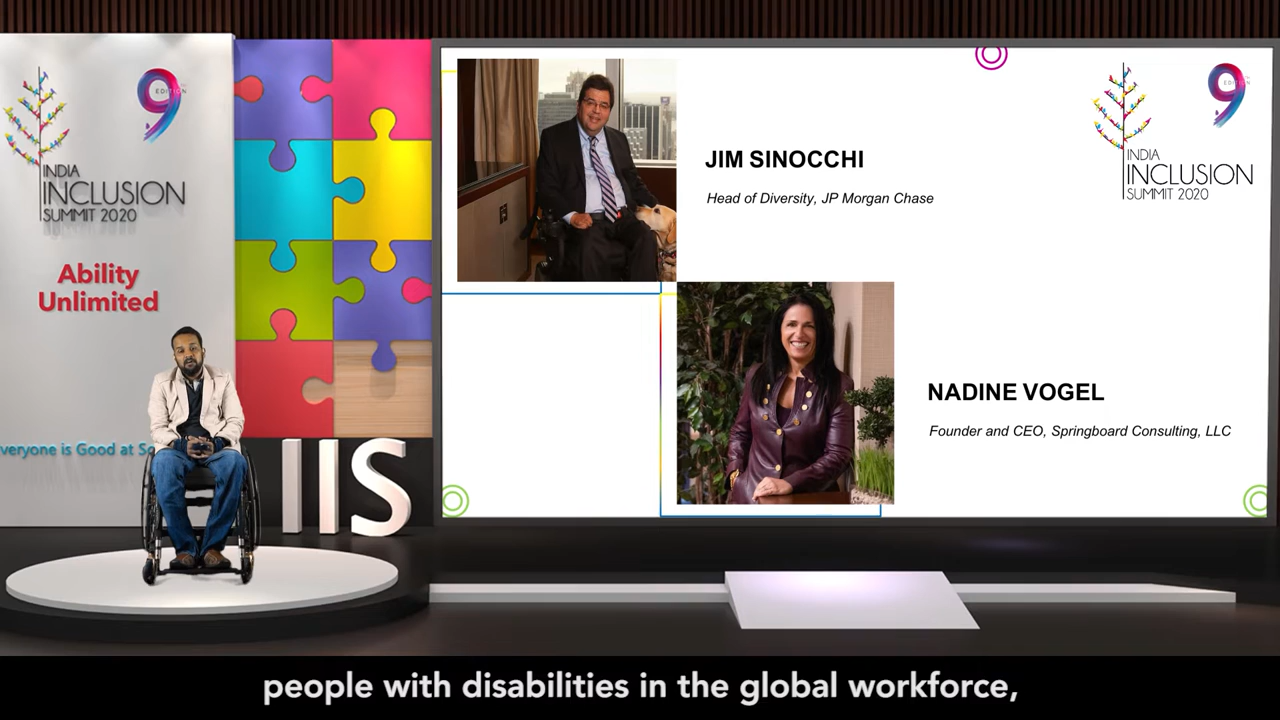 9
EDITION
INDIA
INCLUSION
SUMMIT 2020
Ability
Unlimited
veryone is Good at So
IIS
JIM SINOCCHI
Head of Diversity, JP Morgan Chase
NADINE VOGEL
Founder and CEO, Springboard Consulting, LLC
9
EDITION
INDIA
INCLUSION
SUMMIT 2020
people with disabilities in the global workforce,